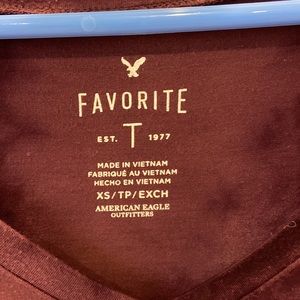 FAVORITE
T
EST. 1977
MADE IN VIETNAM
FABRIQUÉ AU VIETNAM
HECHO EN VIETNAM
XS/TP/EXCH
AMERICAN EAGLE
OUTFITTERS